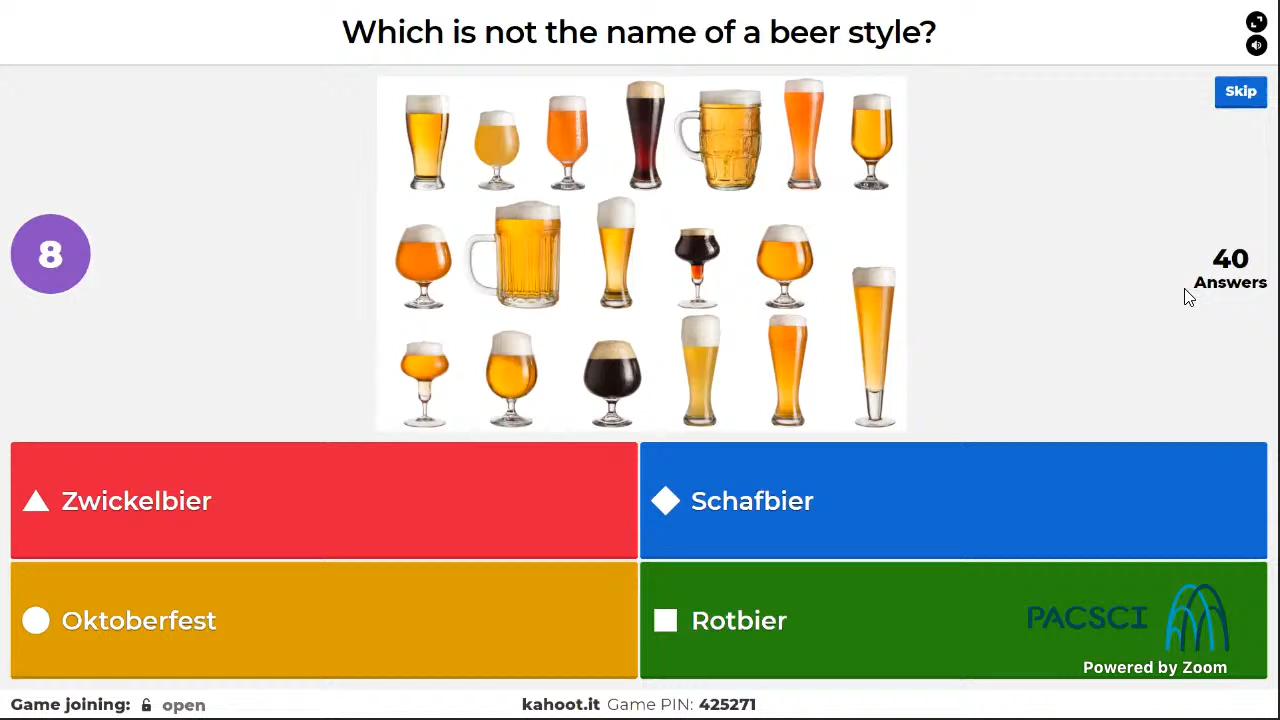 Which is not the name of a beer style?
Skip
8
40
Answers
Zwickelbier
Schafbier
Oktoberfest
Rotbier
PACSCI
Powered by Zoom
Game joining: open
kahoot.it Game PIN: 425271